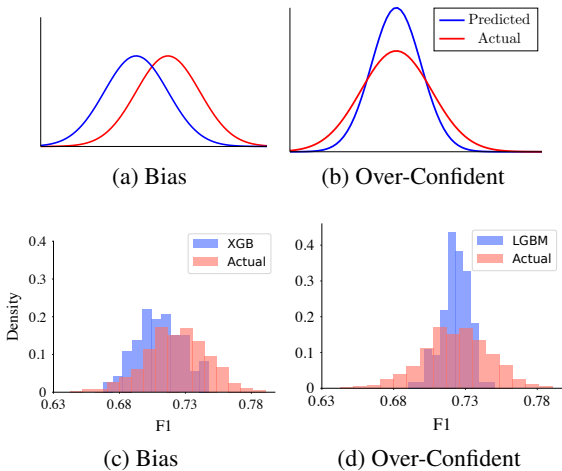 Predicted
Actual
(a) Bias
(b) Over-Confident
0.4
0.3
0.2
0.1
0
Density
XGB
Actual
0.63
0.68
0.73
0.78
F1
(c) Bias
0.4
0.3
0.2
0.1
0
LGBM
Actual
0.63
0.68
0.73
0.78
F1
(d) Over-Confident